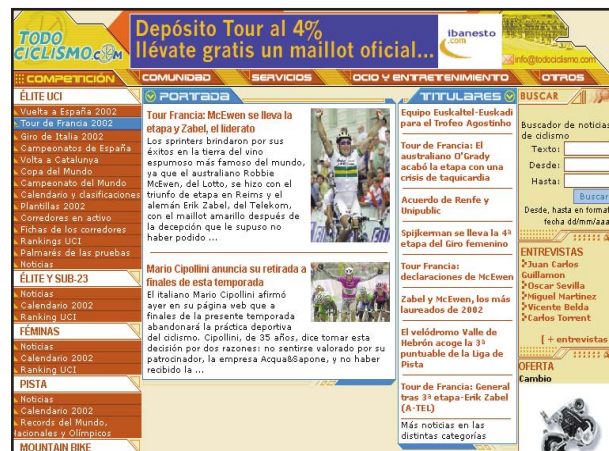 TODO
CICLISMO.COM
Depósito Tour al 4%
llévate gratis un maillot oficial...
ibanesto
.com
info@todociclismo.com
COMPETICIÓN
COMUNIDAD
SERVICIOS
OCIO Y ENTRETENIMIENTO
OTROS
ÉLITE UCI
Vuelta a España 2002
Tour de Francia 2002
Giro de Italia 2002
Campeonatos de España
Volta a Catalunya
Copa del Mundo
Campeonato del Mundo
Calendario y clasificaciones
Plantillas 2002
Corredores en activo
Fichas de los corredores
Rankings UCI
Palmarés de las pruebas
Noticias
ÉLITE Y SUB-23
Noticias
Calendario 2002
Ranking UCI
FÉMINAS
Noticias
Calendario 2002
Ranking UCI
PISTA
Noticias
Calendario 2002
Records del Mundo,
Nacionales y Olímpicos
MOUNTAIN BIKE
PORTADA
Tour Francia: McEwen se lleva la
etapa y Zabel, el liderato
Los sprinters brindaron por sus
éxitos en la tierra del vino
espumoso más famoso del mundo,
ya que el australiano Robbie
McEwen, del Lotto, se hizo con el
triunfo de etapa en Reims y el
alemán Erik Zabel, del Telekom,
con el maillot amarillo después de
la decepción que le supuso no
haber podido ...
Mario Cipollini anuncia su retirada a
finales de esta temporada
El italiano Mario Cipollini afirmó
ayer en su página web que a
finales de la presente temporada
abandonará la práctica deportiva
del ciclismo. Cipollini, de 35 años, dice tomar esta
decisión por dos razones: no sentirse valorado por su
patrocinador, la empresa Acqua&Sapone, y no haber
recibido la ...
TITULARES
Equipo Euskaltel-Euskadi
para el Trofeo Agostinho
Tour de Francia: El
australiano O'Grady
acabó la etapa con una
crisis de taquicardia
Acuerdo de Renfe y
Unipublic
Spijkerman se lleva la 4ª
etapa del Giro femenino
Tour Francia:
declaraciones de McEwen
Zabel y McEwen, los más
laureados de 2002
El velódromo Valle de
Hebrón acoge la 3ª
puntuable de la Liga de
Pista
Tour de Francia: General
tras 3ª etapa-Erik Zabel
(A-TEL)
Más noticias en las
distintas categorías
BUSCAR
Buscador de noticias
de ciclismo
Texto:
Desde:
Hasta:
Buscar
Desde, hasta en format
fecha dd/mm/aaa
ENTREVISTAS
Juan Carlos
Guillamon
Oscar Sevilla
Miguel Martinez
Vicente Belda
Carlos Torrent
[ + entrevistas
OFERTA
Cambio